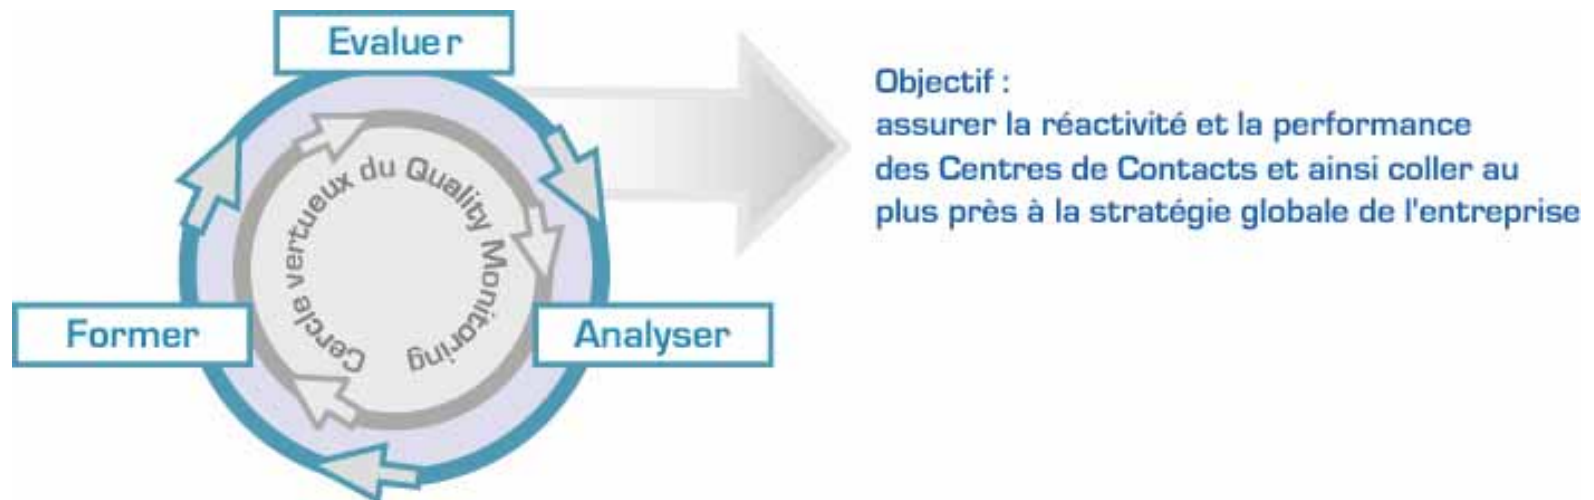 Evaluer
Objectif :
assurer la réactivité et la performance
des Centres de Contacts et ainsi coller au
plus près à la stratégie globale de l'entreprise
Cercle vertueux du Quality Monitoring
Former
Analyser